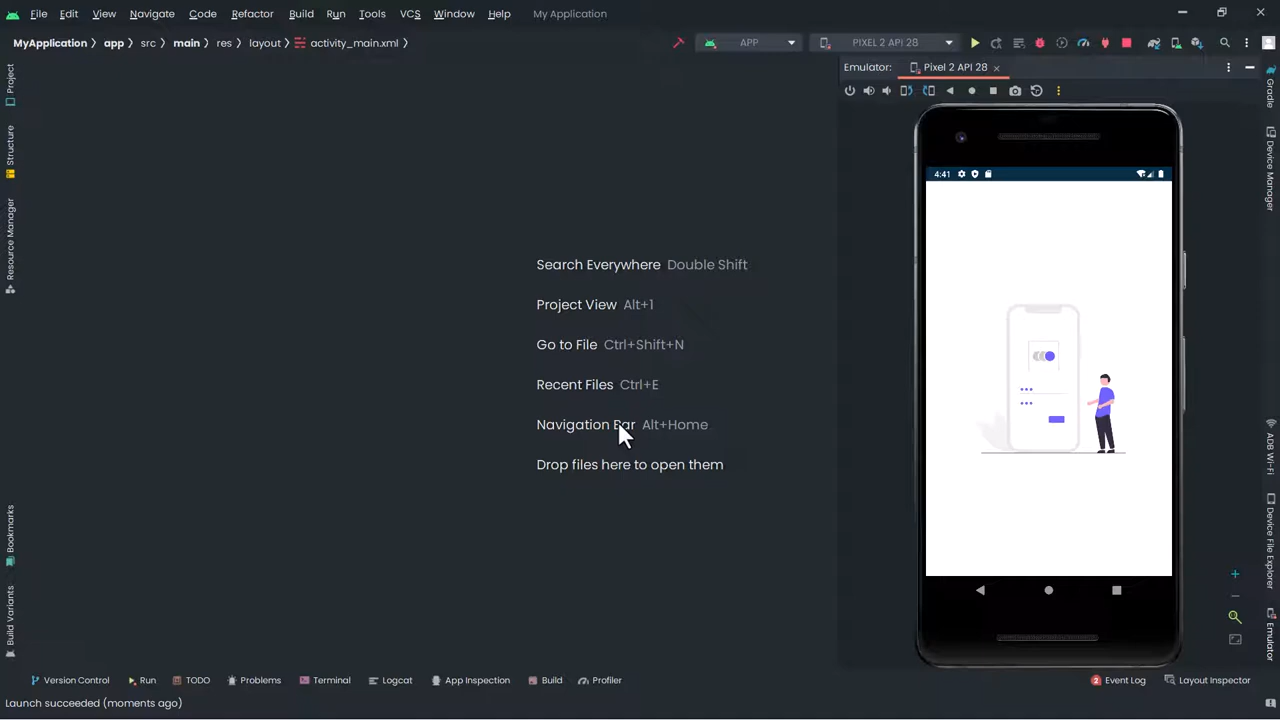 File Edit View Navigate Code Refactor Build Run Tools VCS Window Help My Application
MyApplication app src main res layout activity_main.xml APP PIXEL 2 API 28
Emulator: Pixel 2 API 28
Project
Structure
Resource Manager
Bookmarks
Build Variants
Search Everywhere Double Shift
Project View Alt+1
Go to File Ctrl+Shift+N
Recent Files Ctrl+E
Navigation Bar Alt+Home
Drop files here to open them
4:41
Gradle
Device Manager
ADB Wi-Fi
Device File Explorer
Emulator
Version Control Run TODO Problems Terminal Logcat App Inspection Build Profiler 2 Event Log Layout Inspector
Launch succeeded (moments ago)